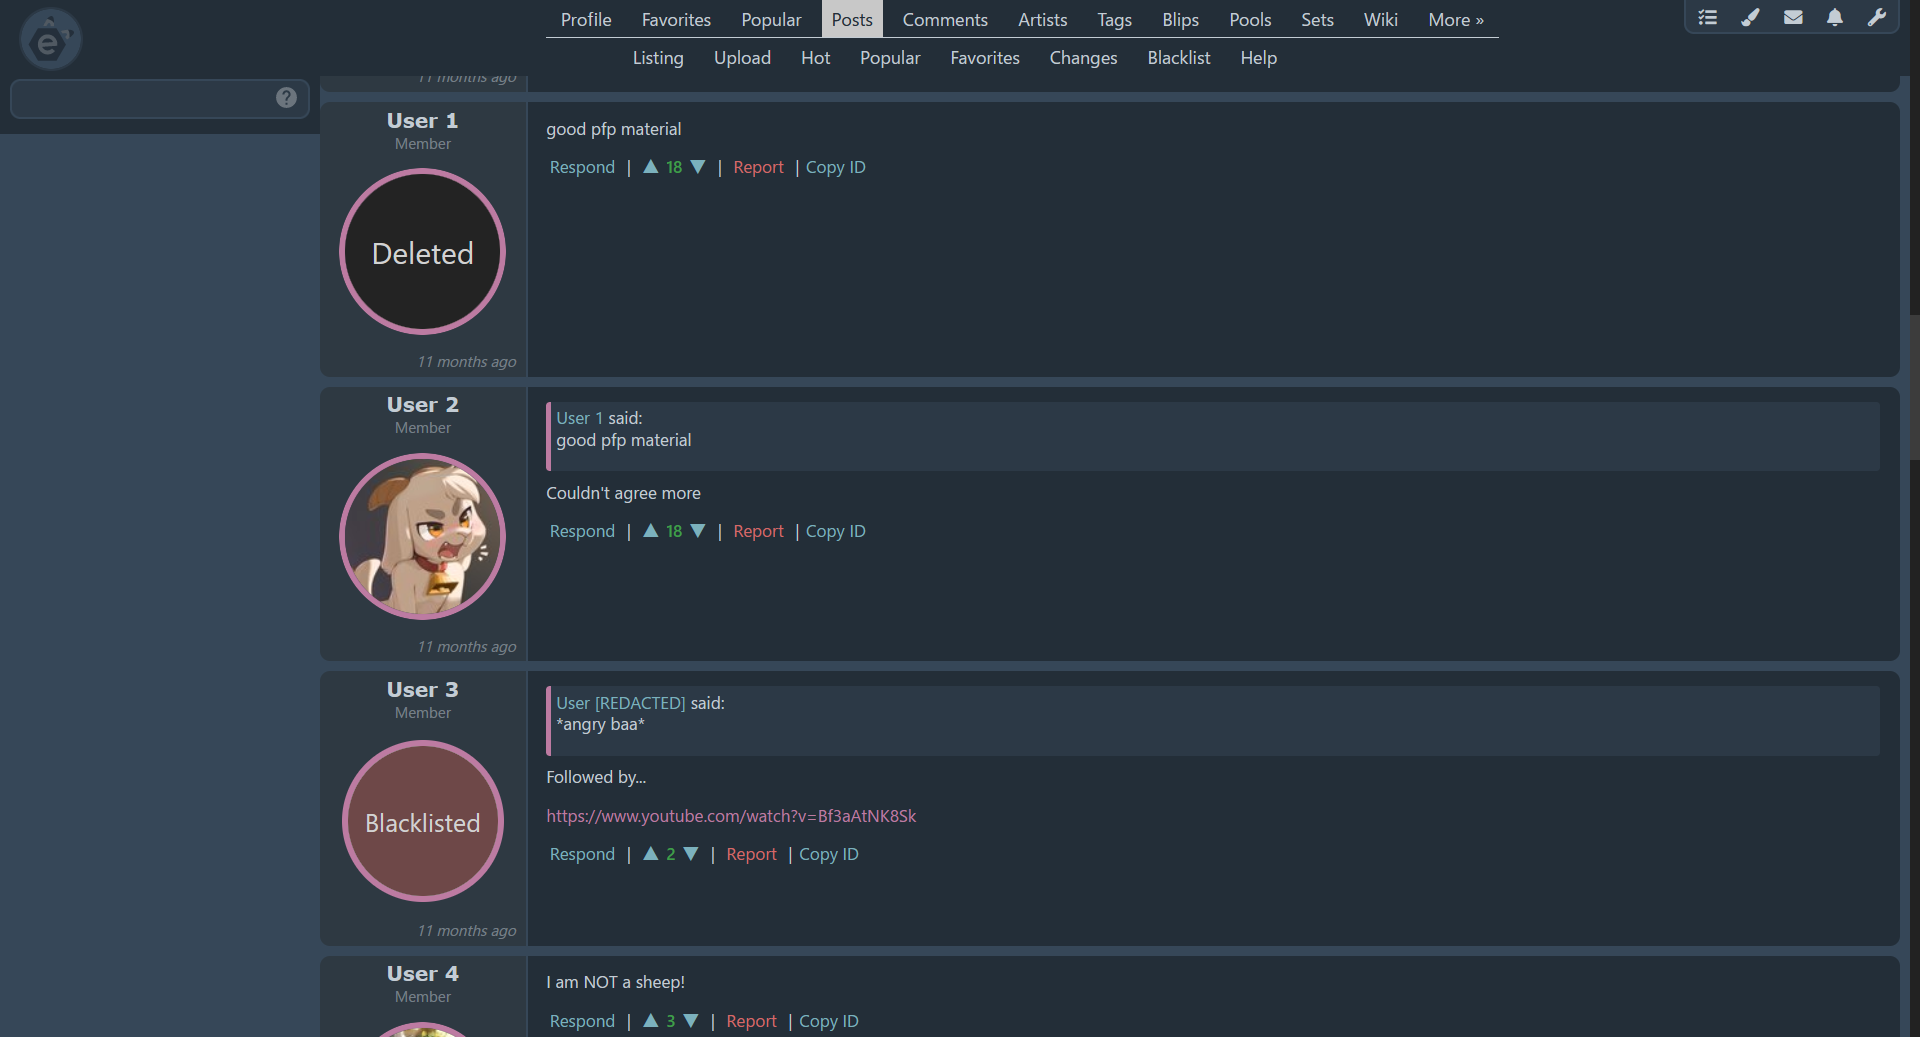 e
Profile Favorites Popular Posts Comments Artists Tags Blips Pools Sets Wiki More »
Listing Upload Hot Popular Favorites Changes Blacklist Help
11 months ago
?
User 1
Member
Deleted
11 months ago
good pfp material
Respond | ▲ 18 ▼ | Report | Copy ID
User 2
Member
11 months ago
User 1 said:
good pfp material
Couldn't agree more
Respond | ▲ 18 ▼ | Report | Copy ID
User 3
Member
Blacklisted
11 months ago
User [REDACTED] said:
*angry baa*
Followed by...
https://www.youtube.com/watch?v=Bf3aAtNK8Sk
Respond | ▲ 2 ▼ | Report | Copy ID
User 4
Member
I am NOT a sheep!
Respond | ▲ 3 ▼ | Report | Copy ID